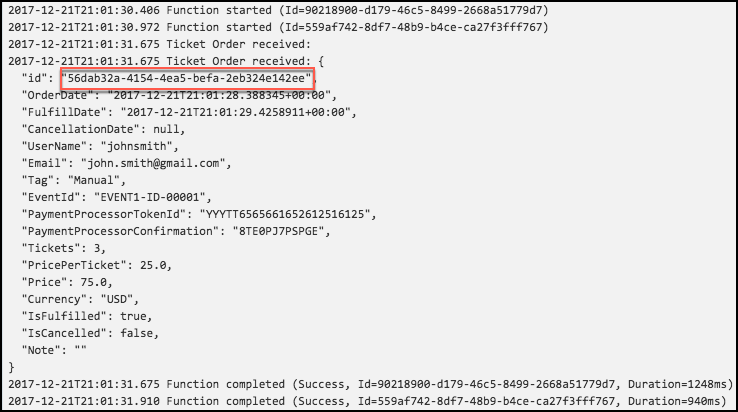 2017-12-21T21:01:30.406 Function started (Id=90218900-d179-46c5-8499-2668a51779d7)
2017-12-21T21:01:30.972 Function started (Id=559af742-8df7-48b9-b4ce-ca27f3fff767)
2017-12-21T21:01:31.675 Ticket Order received:
2017-12-21T21:01:31.675 Ticket Order received: {
"id": "56dab32a-4154-4ea5-befa-2eb324e142ee",
"OrderDate": "2017-12-21T21:01:28.388345+00:00",
"FulfillDate": "2017-12-21T21:01:29.4258911+00:00",
"CancellationDate": null,
"UserName": "johnsmith",
"Email": "john.smith@gmail.com",
"Tag": "Manual",
"EventId": "EVENT1-ID-00001",
"PaymentProcessorTokenId": "YYYTT6565661652612516125",
"PaymentProcessorConfirmation": "8TE0PJ7PSPGE",
"Tickets": 3,
"PricePerTicket": 25.0,
"Price": 75.0,
"Currency": "USD",
"IsFulfilled": true,
"IsCancelled": false,
"Note": ""
}
2017-12-21T21:01:31.675 Function completed (Success, Id=90218900-d179-46c5-8499-2668a51779d7, Duration=1248ms)
2017-12-21T21:01:31.910 Function completed (Success, Id=559af742-8df7-48b9-b4ce-ca27f3fff767, Duration=940ms)